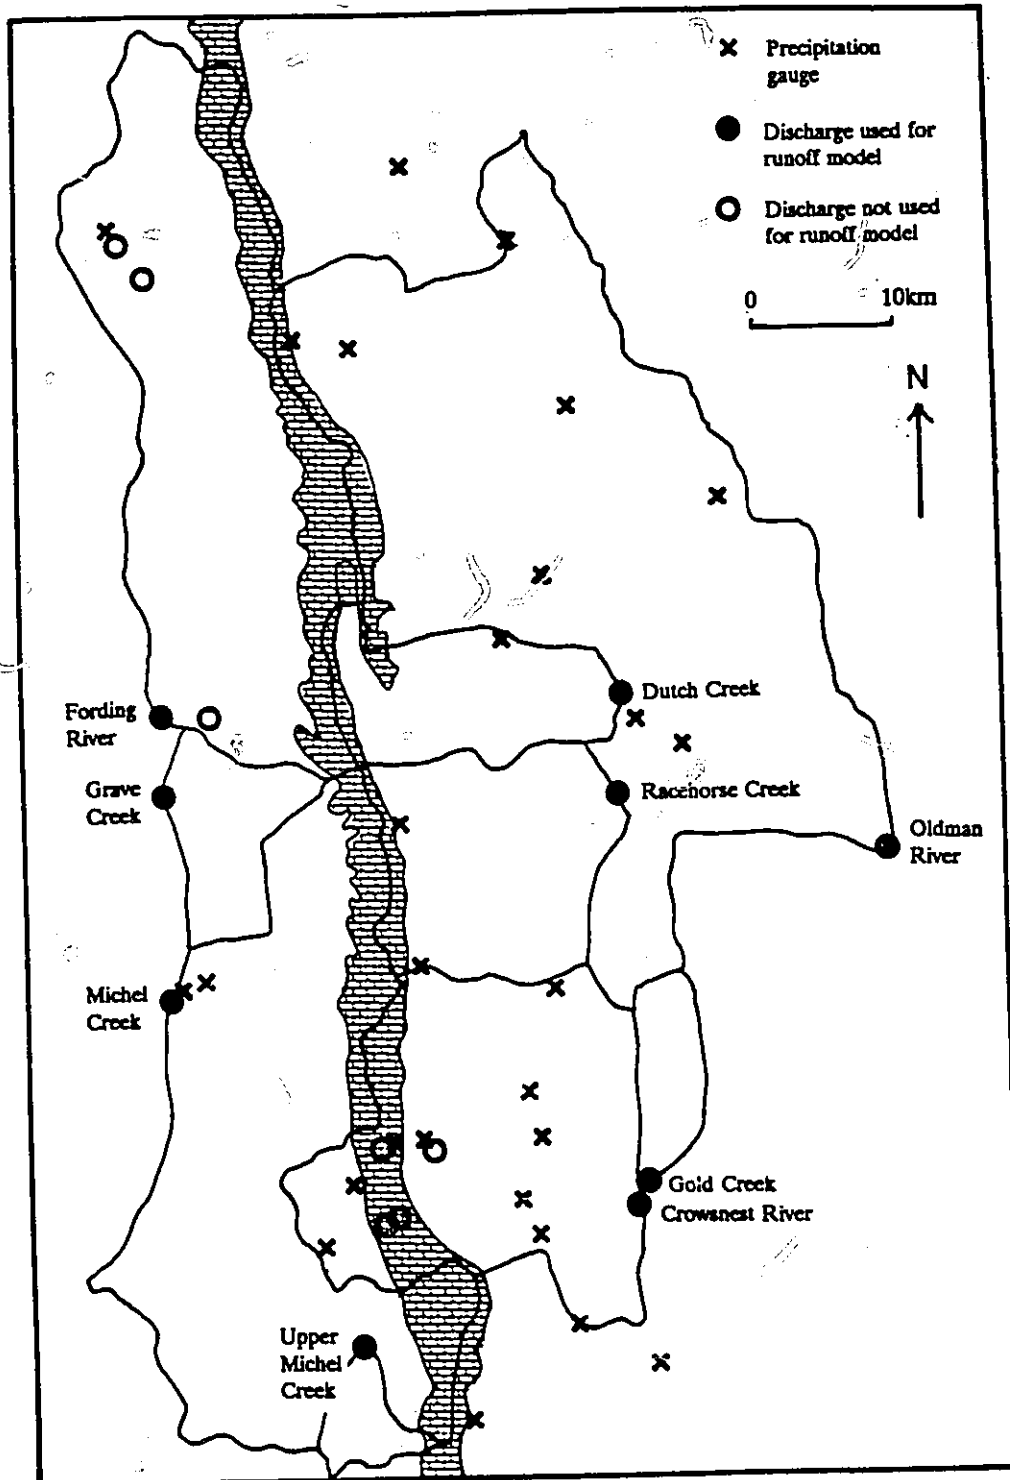 Precipitation
gauge
Discharge used for
runoff model
Discharge not used
for runoff model
0 10km
N
Dutch Creek
Fording
River
Grave
Creek
Racehorse Creek
Oldman
River
Michel
Creek
Gold Creek
Crowsnest River
Upper
Michel
Creek